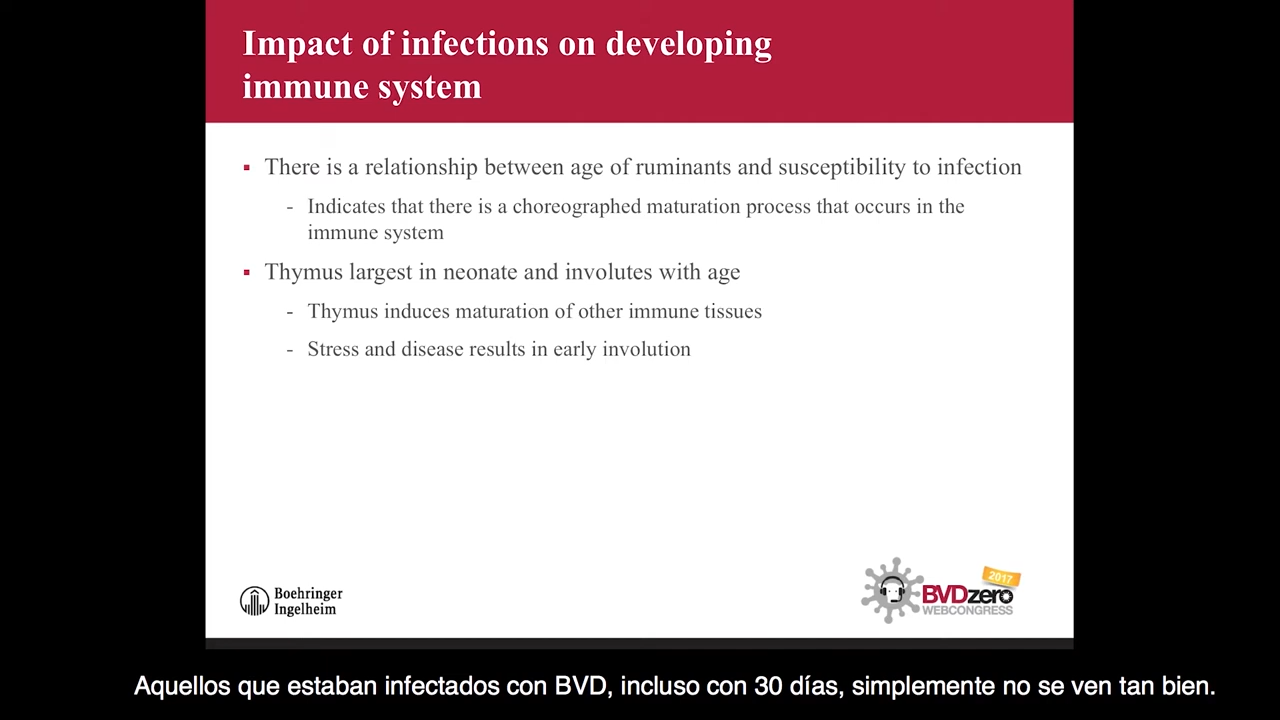 Impact of infections on developing
immune system
▪ There is a relationship between age of ruminants and susceptibility to infection
- Indicates that there is a choreographed maturation process that occurs in the
immune system
▪ Thymus largest in neonate and involutes with age
- Thymus induces maturation of other immune tissues
- Stress and disease results in early involution
Boehringer
Ingelheim
2017
BVDzero
WEBCONGRESS
Aquellos que estaban infectados con BVD, incluso con 30 días, simplemente no se ven tan bien.